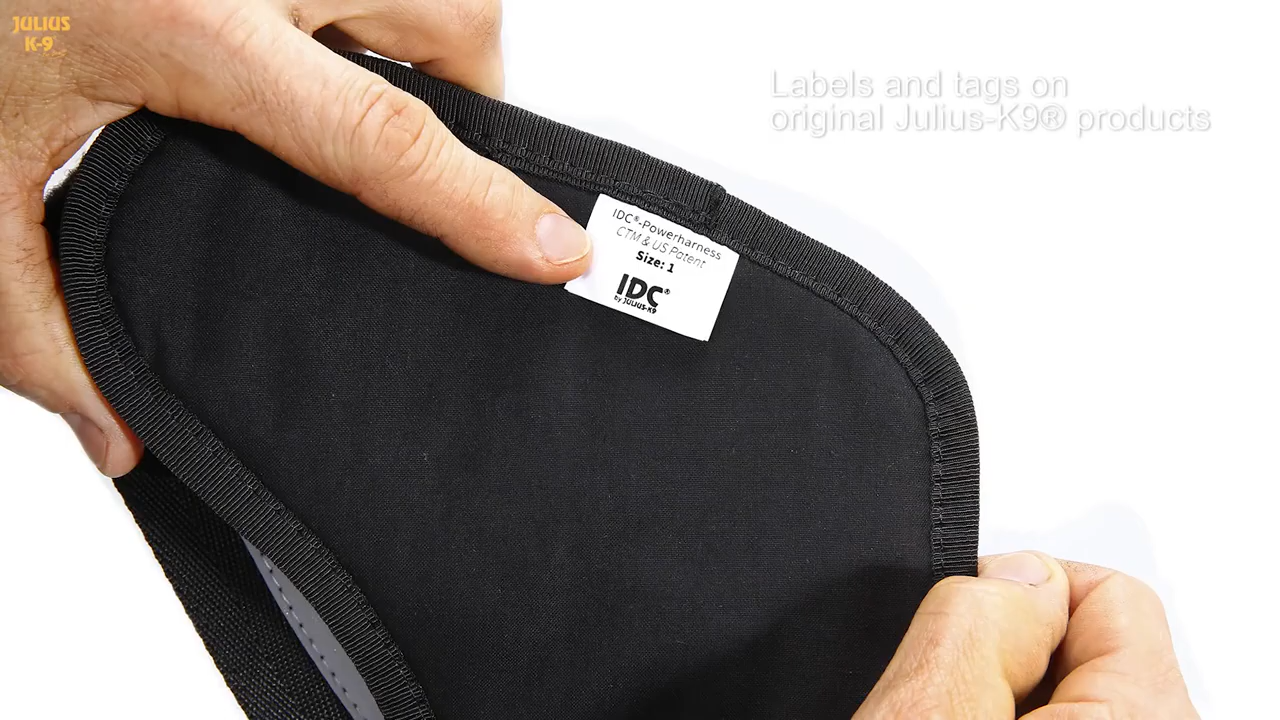 JULIUS
K-9®
Labels and tags on
original Julius-K9® products
IDC®-Powerharness
CTM & US Patent
Size: 1
IDC®
by JULIUS-K9